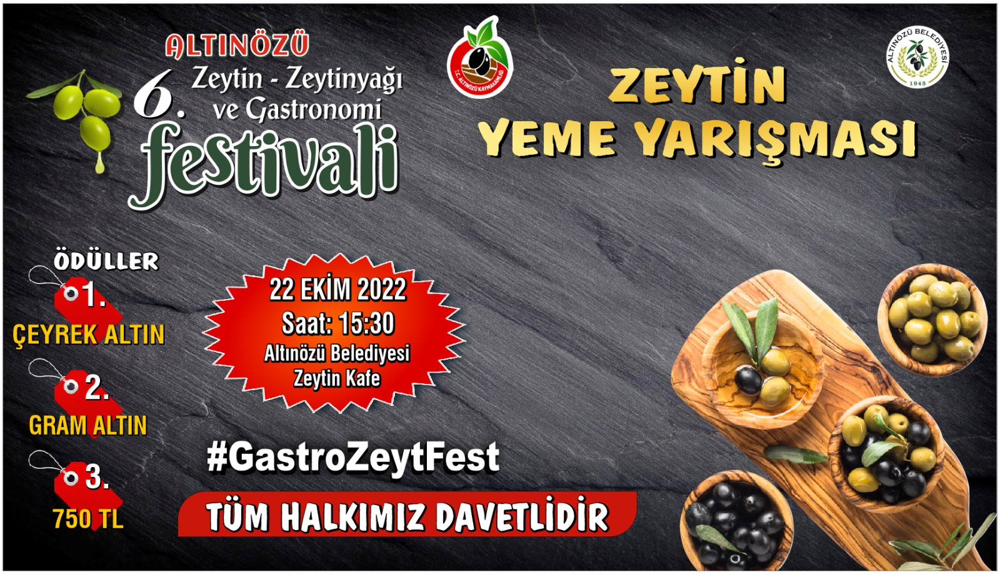 ALTINÖZÜ
6. Zeytin - Zeytinyağı
ve Gastronomi
festivali
T.C. ALTINÖZÜ KAYMAKAMLIĞI
ZEYTİN
YEME YARIŞMASI
ALTINÖZÜ BELEDİYESİ
1945
ÖDÜLLER
1.
ÇEYREK ALTIN
2.
GRAM ALTIN
3.
750 TL
22 EKİM 2022
Saat: 15:30
Altınözü Belediyesi
Zeytin Kafe
#GastroZeytFest
TÜM HALKIMIZ DAVETLİDİR